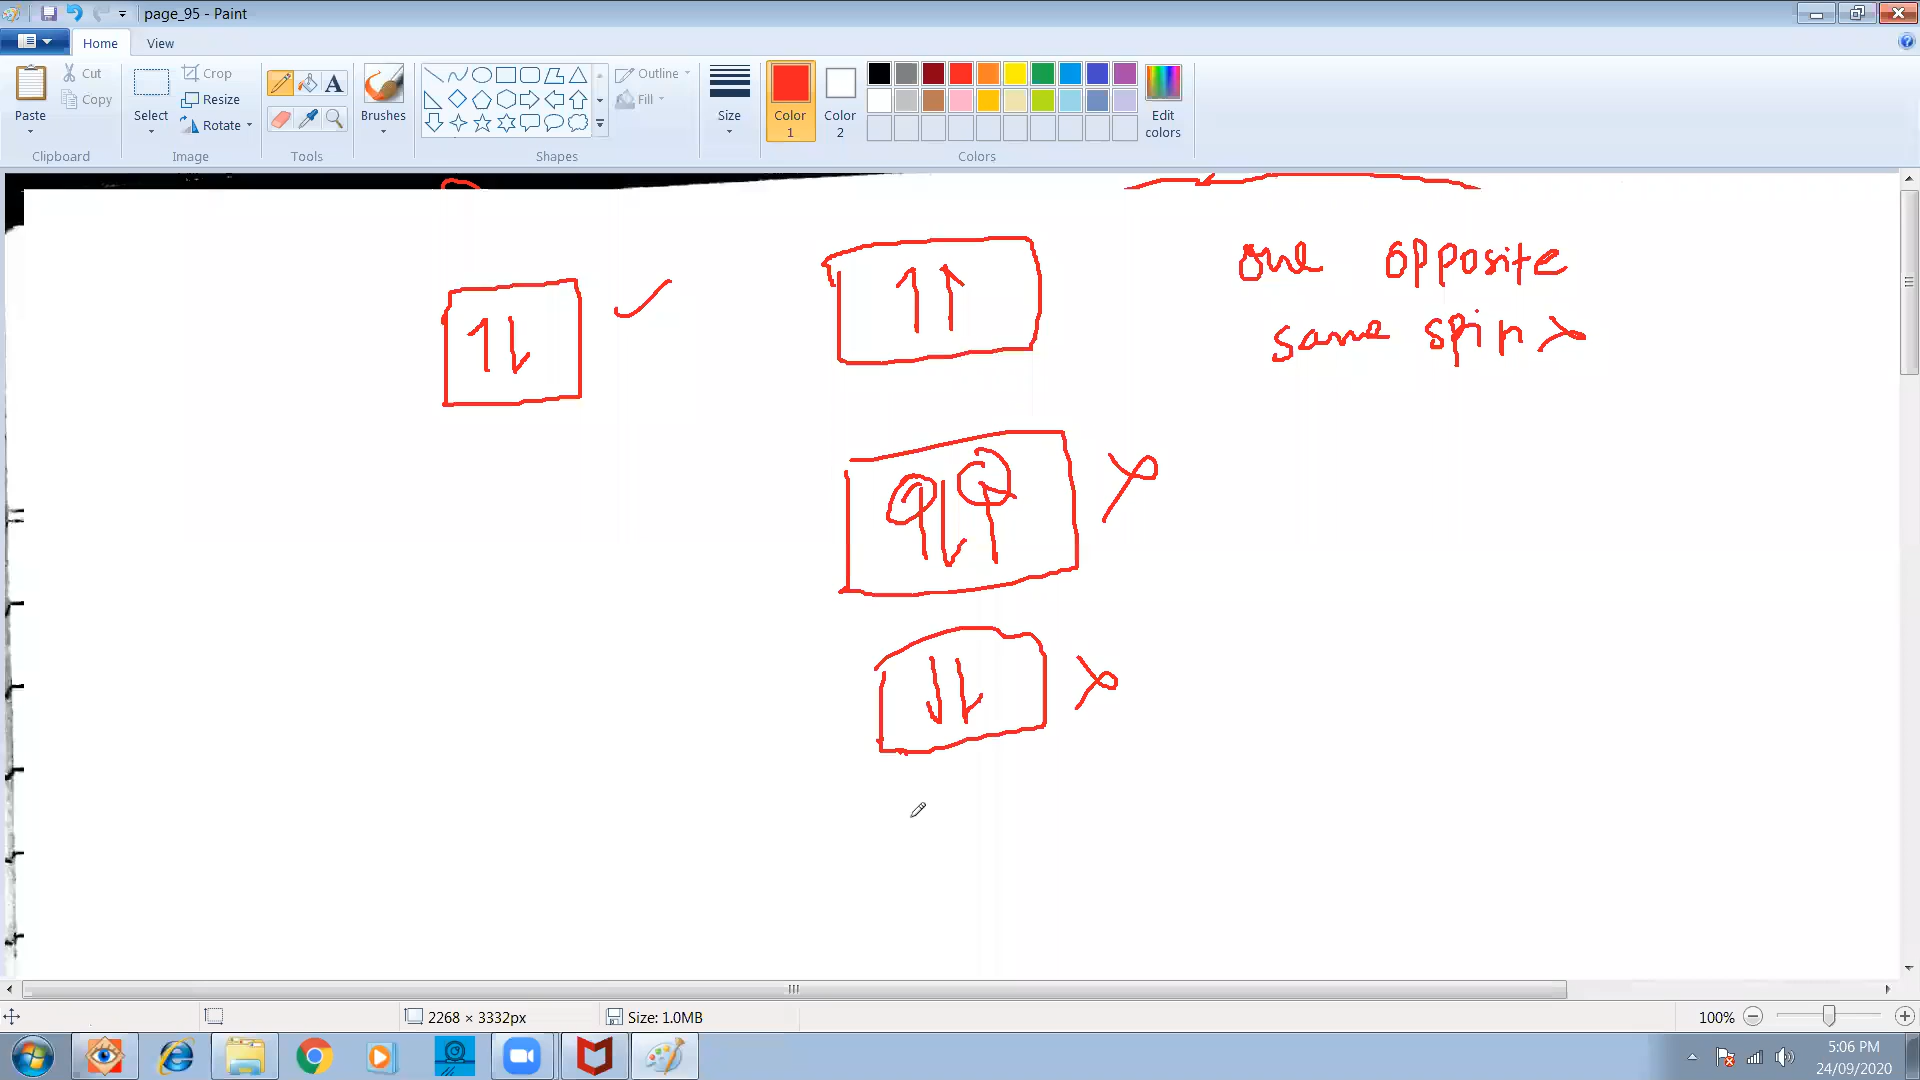 page_95 - Paint
Home View
Cut
Copy
Paste
Clipboard
Select
Crop
Resize
Rotate
Image
A
Tools
Brushes
Outline
Fill
Shapes
Size
Color 1
Color 2
Edit colors
Colors
one opposite
same spin
100%
2268 × 3332px
Size: 1.0MB
5:06 PM
24/09/2020